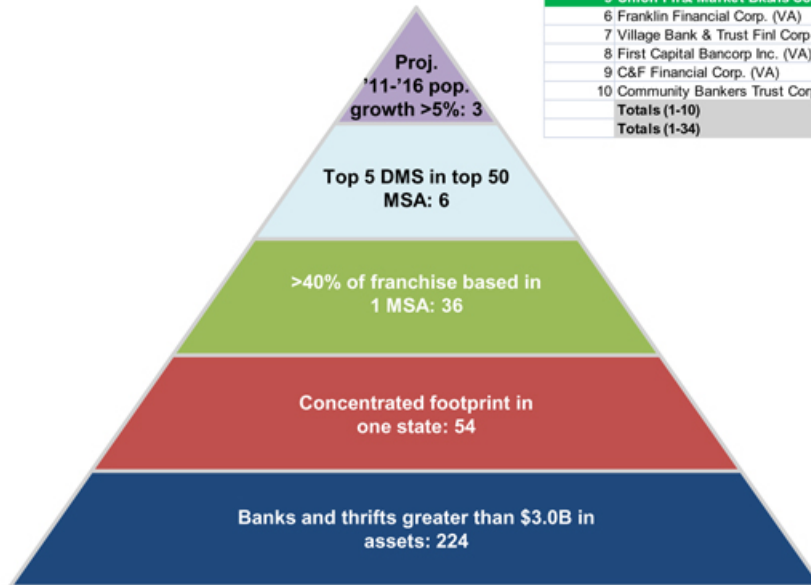 6 Franklin Financial Corp. (VA)
7 Village Bank & Trust Finl Corp
8 First Capital Bancorp Inc. (VA)
9 C&F Financial Corp. (VA)
10 Community Bankers Trust Corp
Totals (1-10)
Totals (1-34)
Proj.
'11-'16 pop.
growth >5%: 3
Top 5 DMS in top 50
MSA: 6
>40% of franchise based in
1 MSA: 36
Concentrated footprint in
one state: 54
Banks and thrifts greater than $3.0B in
assets: 224